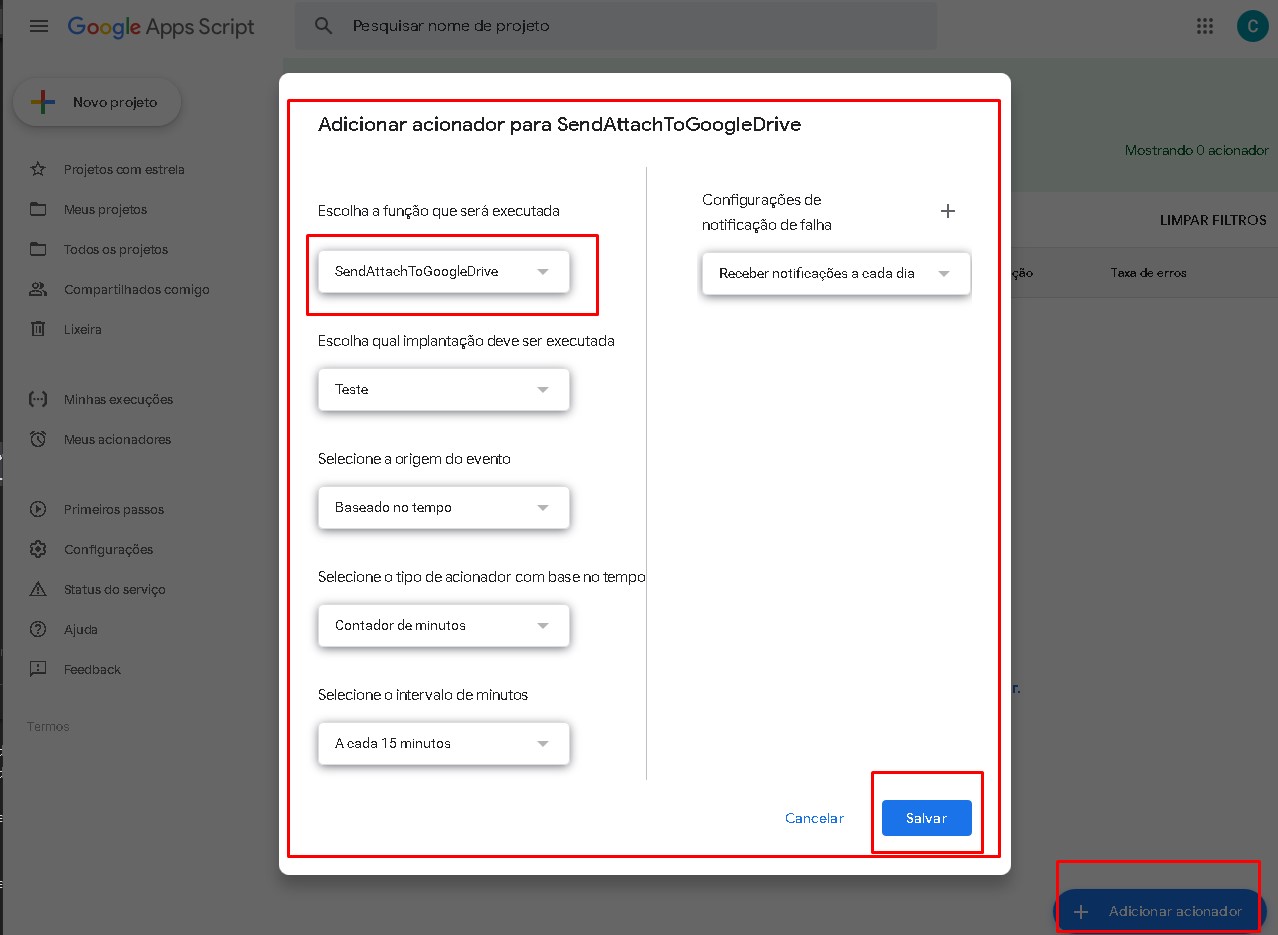 Google Apps Script
Pesquisar nome de projeto
C
Novo projeto
Projetos com estrela
Meus projetos
Todos os projetos
Compartilhados comigo
Lixeira
Minhas execuções
Meus acionadores
Primeiros passos
Configurações
Status do serviço
Ajuda
Feedback
Termos
Mostrando 0 acionador
LIMPAR FILTROS
ção
Taxa de erros
r.
Adicionar acionador para SendAttachToGoogleDrive
Escolha a função que será executada
SendAttachToGoogleDrive
Escolha qual implantação deve ser executada
Teste
Selecione a origem do evento
Baseado no tempo
Selecione o tipo de acionador com base no tempo
Contador de minutos
Selecione o intervalo de minutos
A cada 15 minutos
Configurações de
notificação de falha
Receber notificações a cada dia
Cancelar
Salvar
Adicionar acionador